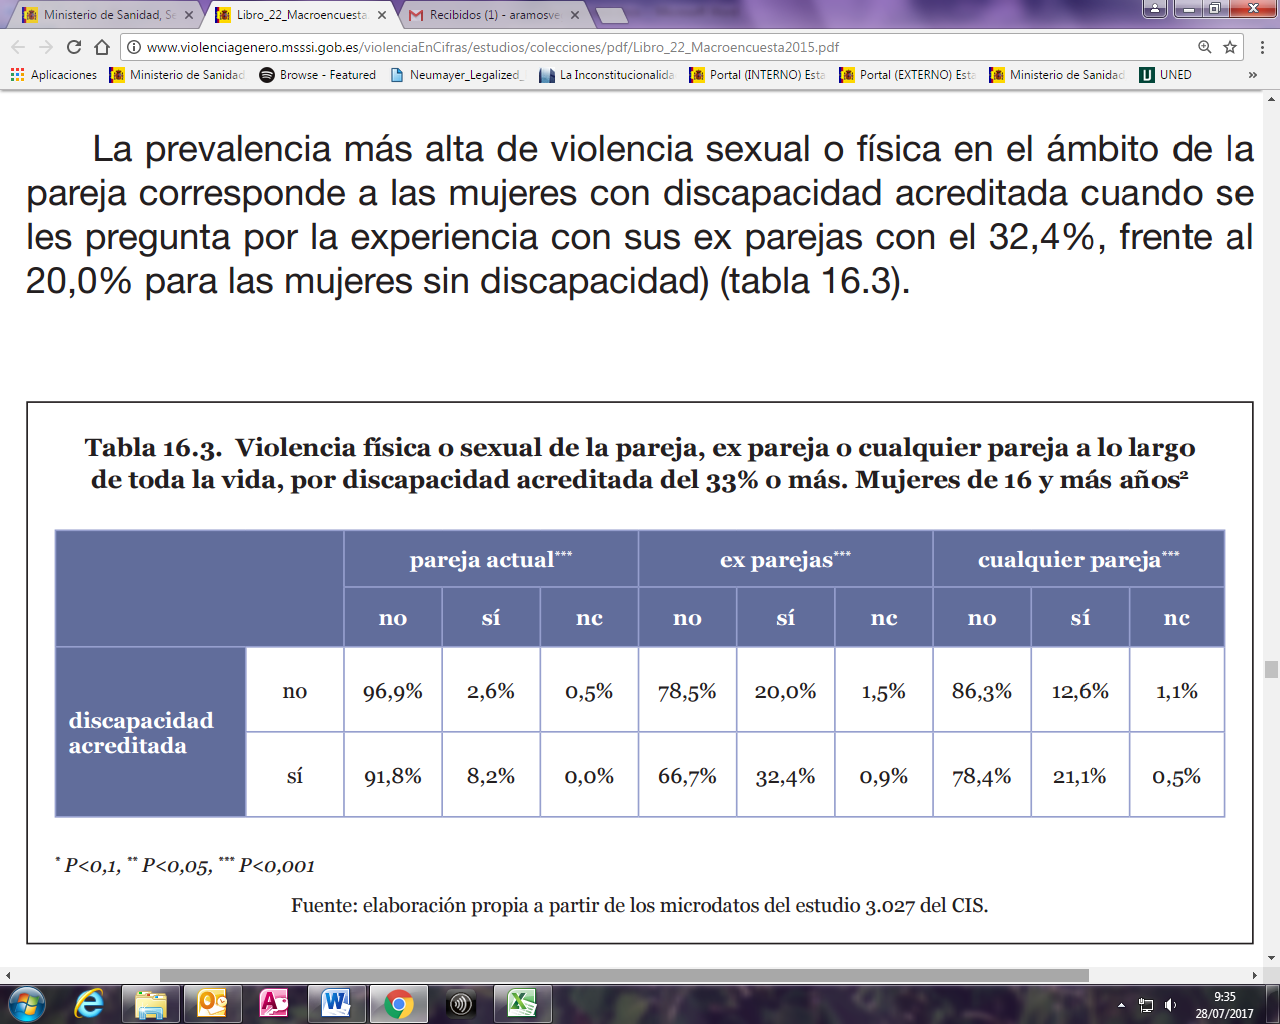 Ministerio de Sanidad, Se
Libro_22_Macroencuesta
Recibidos (1) - aramosve
www.violenciagenero.msssi.gob.es/violenciaEnCifras/estudios/colecciones/pdf/Libro_22_Macroencuesta2015.pdf
Aplicaciones Ministerio de Sanidad Browse - Featured Neumayer_Legalized_ La Inconstitucionalida Portal (INTERNO) Esta Portal (EXTERNO) Esta Ministerio de Sanidad UNED »
La prevalencia más alta de violencia sexual o física en el ámbito de la
pareja corresponde a las mujeres con discapacidad acreditada cuando se
les pregunta por la experiencia con sus ex parejas con el 32,4%, frente al
20,0% para las mujeres sin discapacidad) (tabla 16.3).
Tabla 16.3. Violencia física o sexual de la pareja, ex pareja o cualquier pareja a lo largo
de toda la vida, por discapacidad acreditada del 33% o más. Mujeres de 16 y más años²
pareja actual*** ex parejas*** cualquier pareja***
no sí nc no sí nc no sí nc
discapacidad
acreditada
no 96,9% 2,6% 0,5% 78,5% 20,0% 1,5% 86,3% 12,6% 1,1%
sí 91,8% 8,2% 0,0% 66,7% 32,4% 0,9% 78,4% 21,1% 0,5%
* P<0,1, ** P<0,05, *** P<0,001
Fuente: elaboración propia a partir de los microdatos del estudio 3.027 del CIS.
9:35
28/07/2017